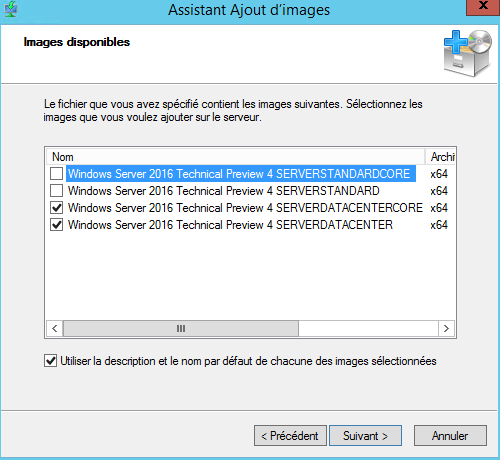 Assistant Ajout d'images
x
Images disponibles
Le fichier que vous avez spécifié contient les images suivantes. Sélectionnez les
images que vous voulez ajouter sur le serveur.
Nom Archi
Windows Server 2016 Technical Preview 4 SERVERSTANDARDCORE x64
Windows Server 2016 Technical Preview 4 SERVERSTANDARD x64
Windows Server 2016 Technical Preview 4 SERVERDATACENTERCORE x64
Windows Server 2016 Technical Preview 4 SERVERDATACENTER x64
Utiliser la description et le nom par défaut de chacune des images sélectionnées
< Précédent Suivant > Annuler